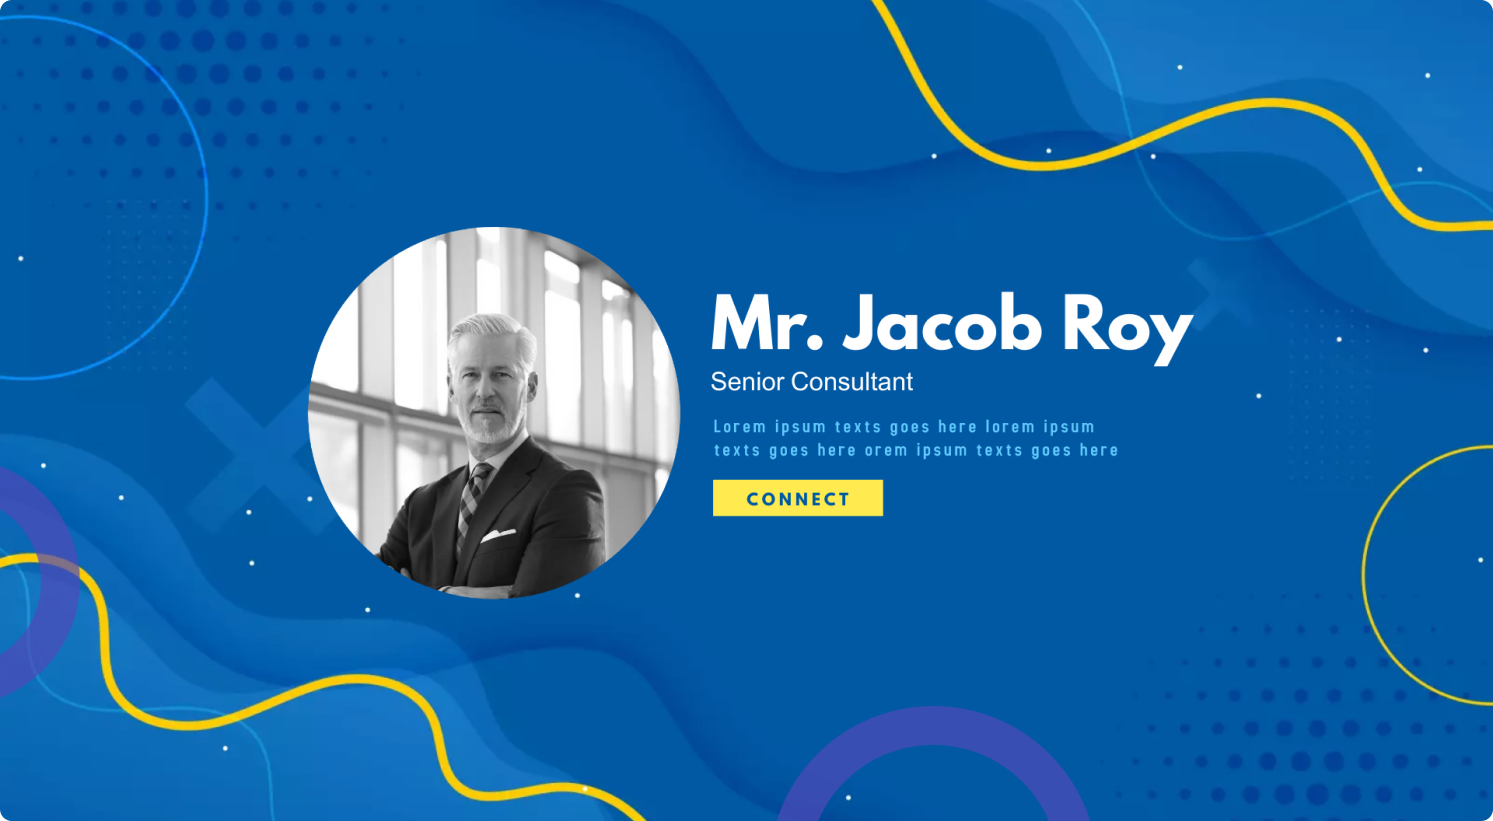 Mr. Jacob Roy
Senior Consultant
Lorem ipsum texts goes here lorem ipsum
texts goes here orem ipsum texts goes here
CONNECT